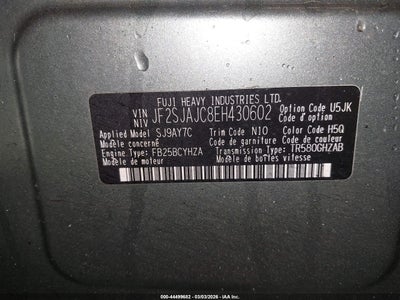 FUJI HEAVY INDUSTRIES LTD.
VIN NIV JF2SJAJC8EH430602 Option Code U5JK
Code d'option
Applied Model SJ9AY7C Trim Code N10 Color Code H5Q
Modèle concerné Code de garniture Code de couleur
Engine Type: FB25BCYHZA Transmission Type: TR580GHZAB
Modèle de moteur Modèle de boîtes vitesse
000-44499682 - 03/03/2026 - IAA Inc.